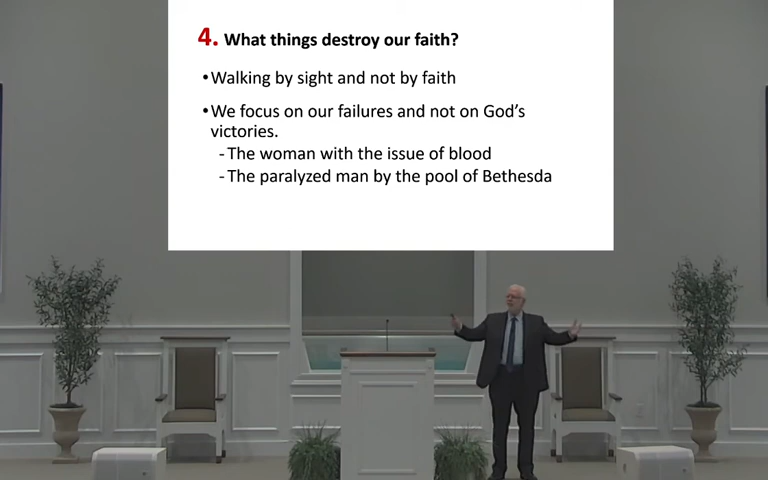 4. What things destroy our faith?
•Walking by sight and not by faith
•We focus on our failures and not on God's
victories.
- The woman with the issue of blood
- The paralyzed man by the pool of Bethesda